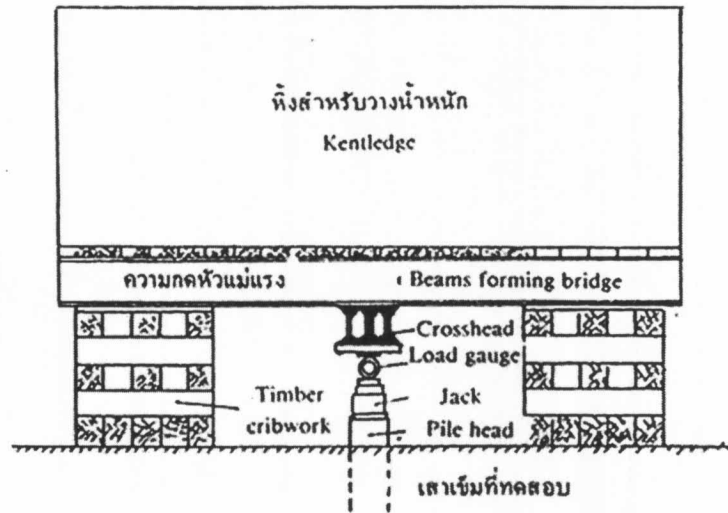 หิ้งสำหรับวางน้ำหนัก
Kentledge
ความกดหัวแม่แรง
Beams forming bridge
Crosshead
Load gauge
Timber
cribwork
Jack
Pile head
เสาเข็มที่ทดสอบ